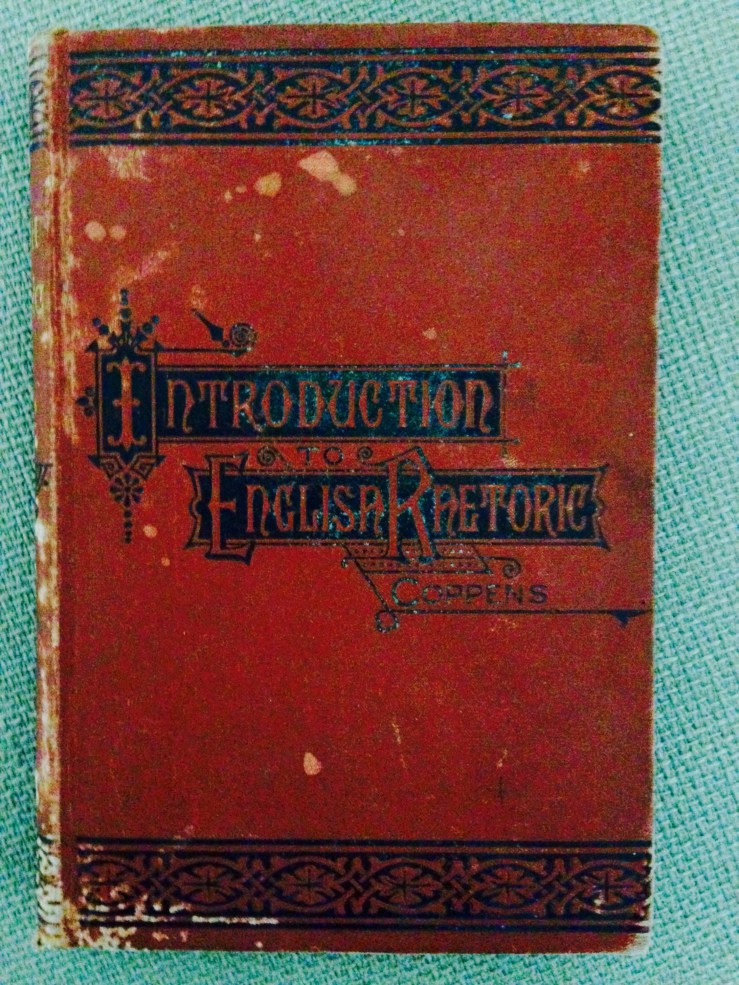 Introduction
to
English Rhetoric
Coppens